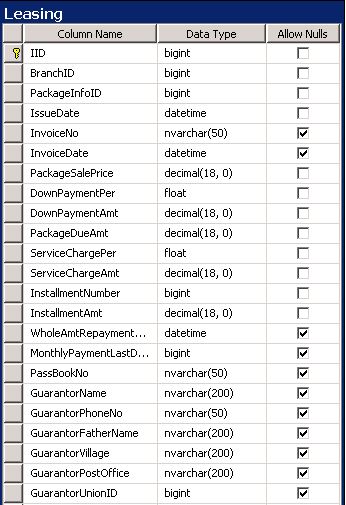 Leasing
Column Name Data Type Allow Nulls
IID bigint
BranchID bigint
PackageInfoID bigint
IssueDate datetime
InvoiceNo nvarchar(50)
InvoiceDate datetime
PackageSalePrice decimal(18, 0)
DownPaymentPer float
DownPaymentAmt decimal(18, 0)
PackageDueAmt decimal(18, 0)
ServiceChargePer float
ServiceChargeAmt decimal(18, 0)
InstallmentNumber bigint
InstallmentAmt decimal(18, 0)
WholeAmtRepayment... datetime
MonthlyPaymentLastD... bigint
PassBookNo nvarchar(50)
GuarantorName nvarchar(200)
GuarantorPhoneNo nvarchar(50)
GuarantorFatherName nvarchar(200)
GuarantorVillage nvarchar(200)
GuarantorPostOffice nvarchar(200)
GuarantorUnionID bigint